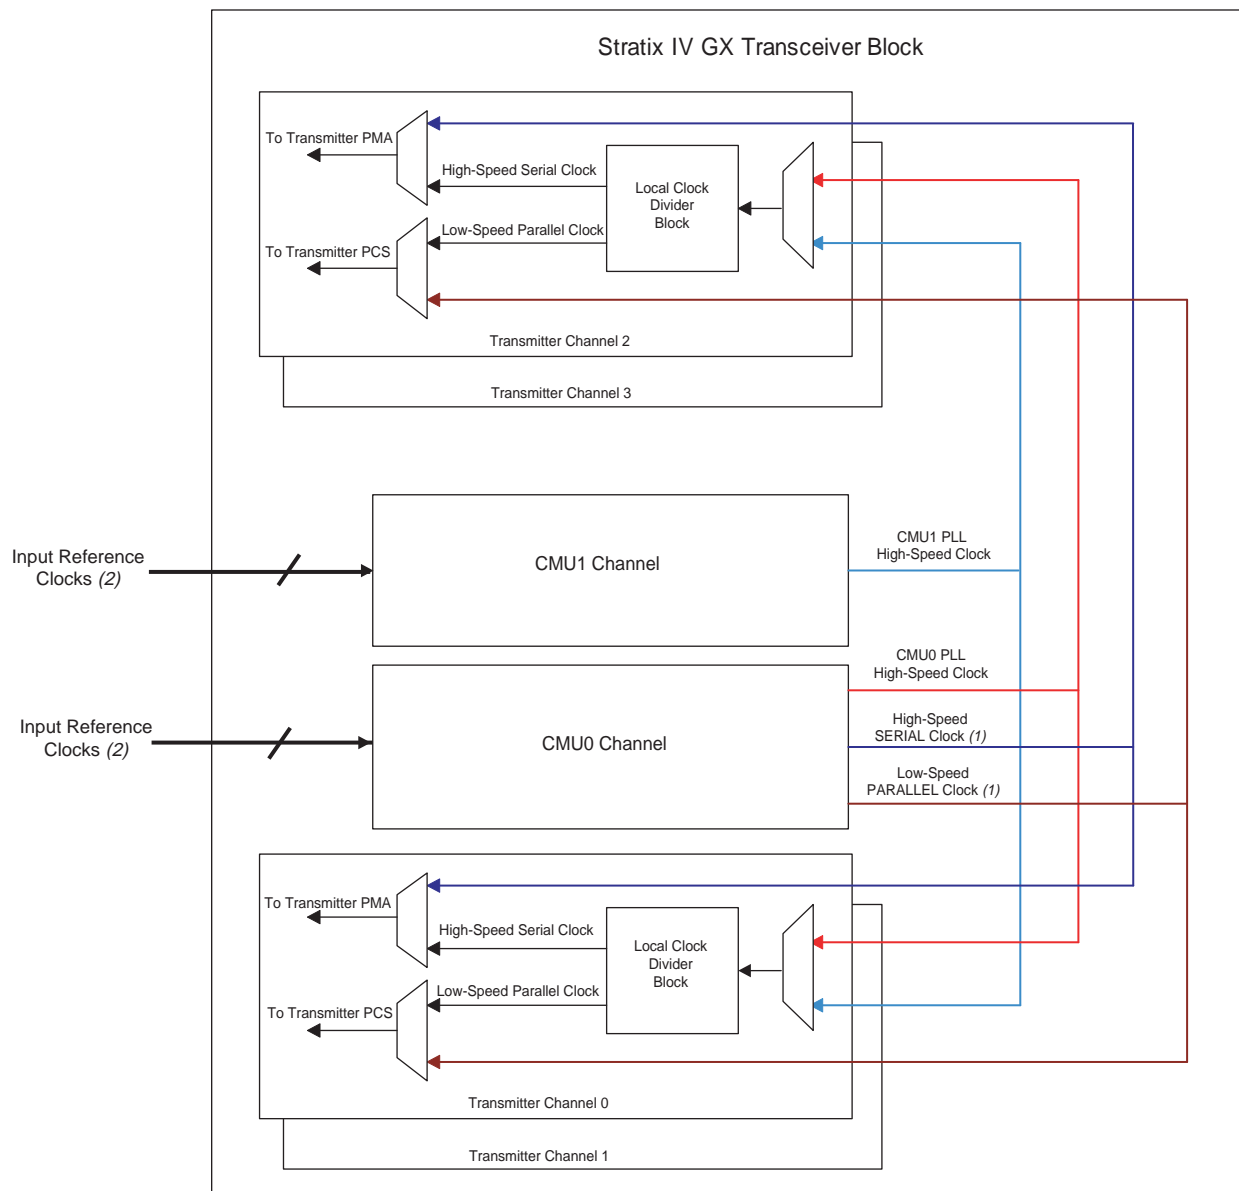 Stratix IV GX Transceiver Block
To Transmitter PMA
High-Speed Serial Clock
Local Clock
Divider
Block
Low-Speed Parallel Clock
To Transmitter PCS
Transmitter Channel 2
Transmitter Channel 3
Input Reference
Clocks (2)
CMU1 Channel
CMU1 PLL
High-Speed Clock
CMU0 PLL
High-Speed Clock
Input Reference
Clocks (2)
CMU0 Channel
High-Speed
SERIAL Clock (1)
Low-Speed
PARALLEL Clock (1)
To Transmitter PMA
High-Speed Serial Clock
Local Clock
Divider
Block
Low-Speed Parallel Clock
To Transmitter PCS
Transmitter Channel 0
Transmitter Channel 1